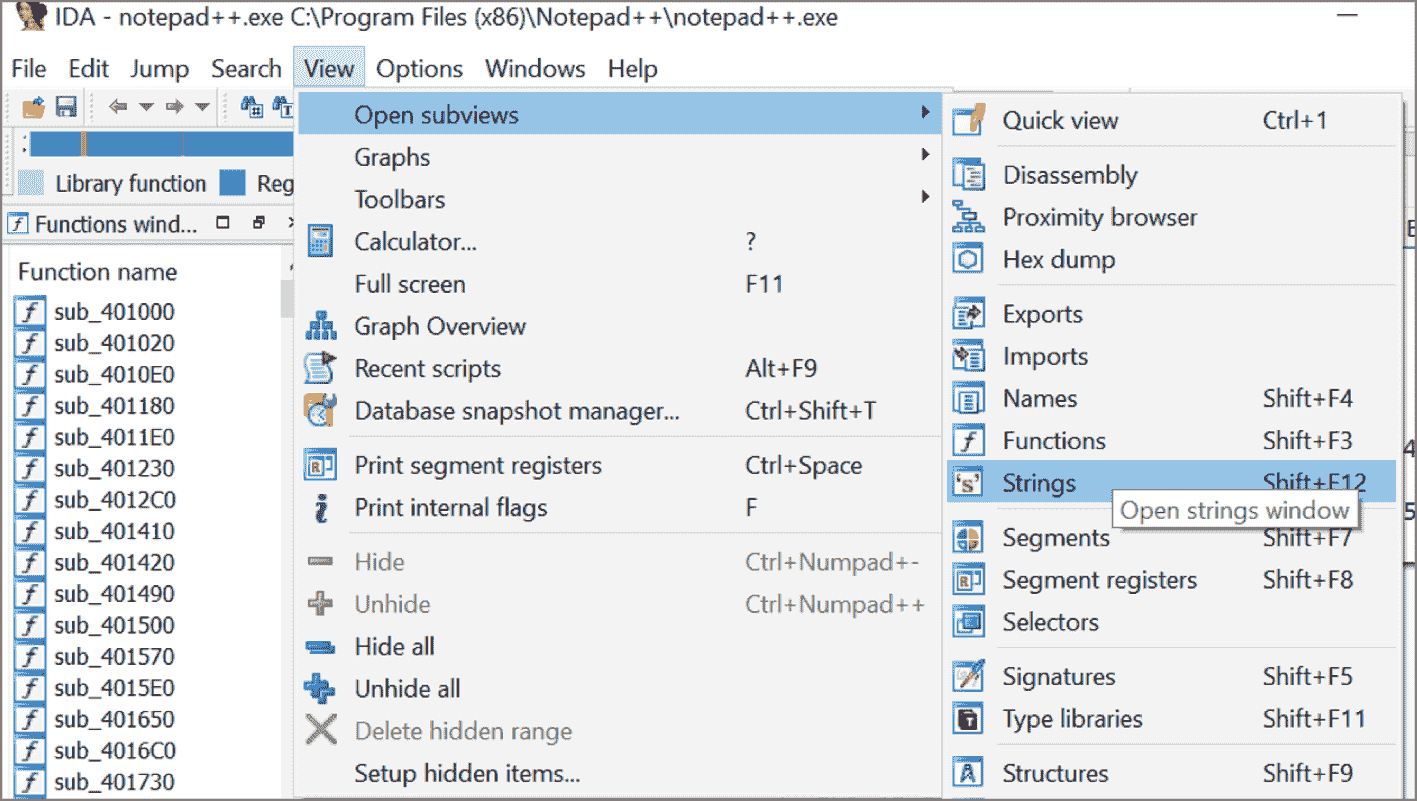 IDA - notepad++.exe C:\Program Files (x86)\Notepad++\notepad++.exe
File Edit Jump Search View Options Windows Help
Library function Reg
Functions wind...
Function name
sub_401000
sub_401020
sub_4010E0
sub_401180
sub_4011E0
sub_401230
sub_4012C0
sub_401410
sub_401420
sub_401490
sub_401500
sub_401570
sub_4015E0
sub_401650
sub_4016C0
sub_401730
Open subviews
Graphs
Toolbars
Calculator... ?
Full screen F11
Graph Overview
Recent scripts Alt+F9
Database snapshot manager... Ctrl+Shift+T
Print segment registers Ctrl+Space
Print internal flags F
Hide Ctrl+Numpad+-
Unhide Ctrl+Numpad++
Hide all
Unhide all
Delete hidden range
Setup hidden items...
Quick view Ctrl+1
Disassembly
Proximity browser
Hex dump
Exports
Imports
Names Shift+F4
Functions Shift+F3
Strings Shift+F12
Open strings window
Segments Shift+F7
Segment registers Shift+F8
Selectors
Signatures Shift+F5
Type libraries Shift+F11
Structures Shift+F9